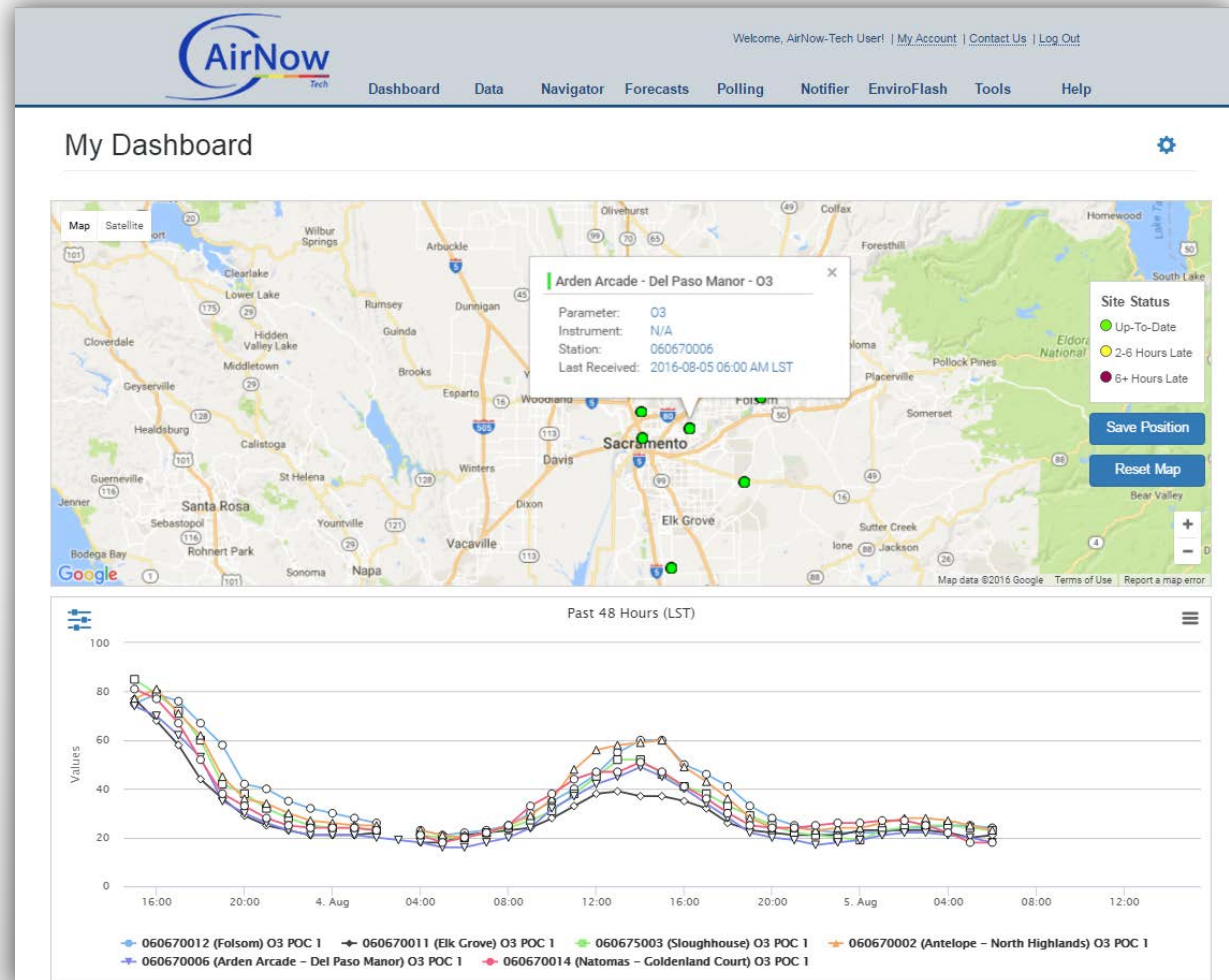 AirNow
Tech
Welcome, AirNow-Tech User! | My Account | Contact Us | Log Out
Dashboard Data Navigator Forecasts Polling Notifier EnviroFlash Tools Help
My Dashboard
Map Satellite
Olivehurst
Colfax
Homewood
Wilbur Springs
Arbuckle
Foresthill
Clearlake
Lower Lake
Rumsey
Dunnigan
South Lake
Hidden Valley Lake
Guinda
Cloverdale
Middletown
Brooks
Pollock Pines
Geyserville
Esparto
Woodland
Placerville
Folsom
Somerset
Healdsburg
Calistoga
Sacramento
Davis
Winters
Guerneville
St Helena
Jenner
Santa Rosa
Dixon
Bear Valley
Sebastopol
Yountville
Elk Grove
Sutter Creek
Bodega Bay
Rohnert Park
Vacaville
Ione
Jackson
Sonoma
Napa
Arden Arcade - Del Paso Manor - O3
×
Parameter: O3
Instrument: N/A
Station: 060670006
Last Received: 2016-08-05 06:00 AM LST
Site Status
Up-To-Date
2-6 Hours Late
6+ Hours Late
Save Position
Reset Map
+
−
Google
Map data ©2016 Google Terms of Use Report a map error
Past 48 Hours (LST)
Values
100
80
60
40
20
0
16:00 20:00 4. Aug 04:00 08:00 12:00 16:00 20:00 5. Aug 04:00 08:00 12:00
060670012 (Folsom) O3 POC 1 060670011 (Elk Grove) O3 POC 1 060675003 (Sloughhouse) O3 POC 1 060670002 (Antelope – North Highlands) O3 POC 1
060670006 (Arden Arcade – Del Paso Manor) O3 POC 1 060670014 (Natomas – Goldenland Court) O3 POC 1